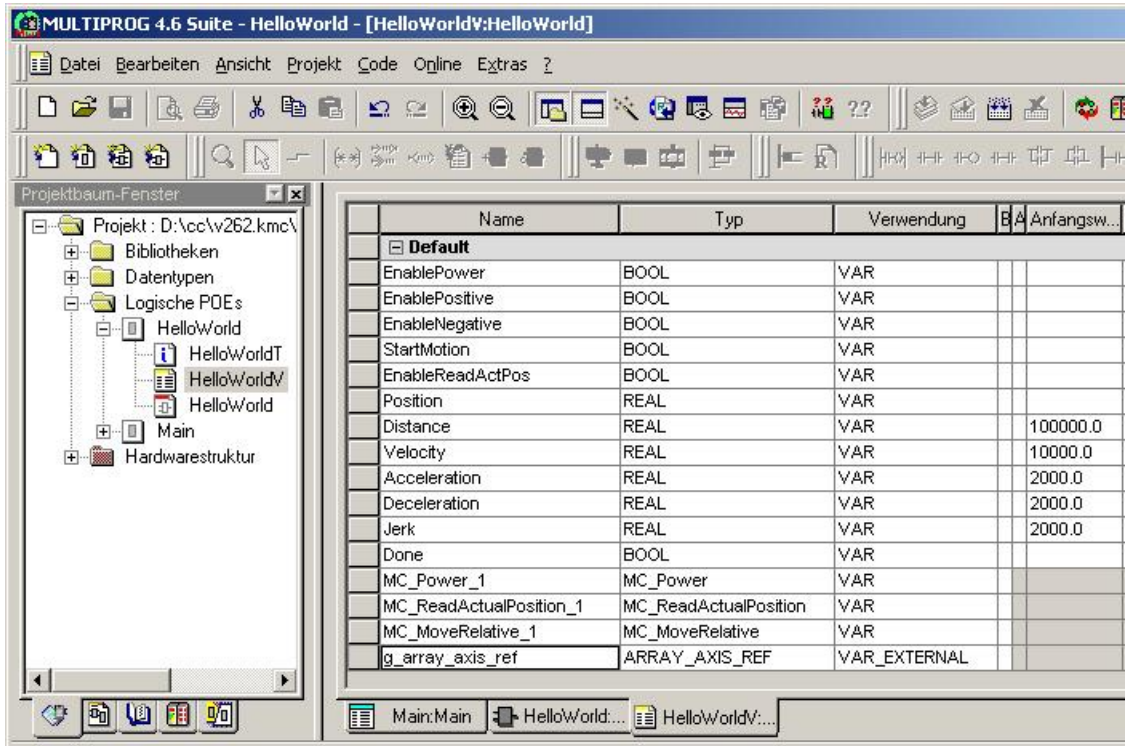 MULTIPROG 4.6 Suite - HelloWorld - [HelloWorldV:HelloWorld]
Datei Bearbeiten Ansicht Projekt Code Online Extras ?
Projektbaum-Fenster
Projekt : D:\cc\v262.kmc\
Bibliotheken
Datentypen
Logische POEs
HelloWorld
HelloWorldT
HelloWorldV
HelloWorld
Main
Hardwarestruktur
Name Typ Verwendung B A Anfangsw...
Default
EnablePower BOOL VAR
EnablePositive BOOL VAR
EnableNegative BOOL VAR
StartMotion BOOL VAR
EnableReadActPos BOOL VAR
Position REAL VAR
Distance REAL VAR 100000.0
Velocity REAL VAR 10000.0
Acceleration REAL VAR 2000.0
Deceleration REAL VAR 2000.0
Jerk REAL VAR 2000.0
Done BOOL VAR
MC_Power_1 MC_Power VAR
MC_ReadActualPosition_1 MC_ReadActualPosition VAR
MC_MoveRelative_1 MC_MoveRelative VAR
g_array_axis_ref ARRAY_AXIS_REF VAR_EXTERNAL
Main:Main HelloWorld:... HelloWorldV:...